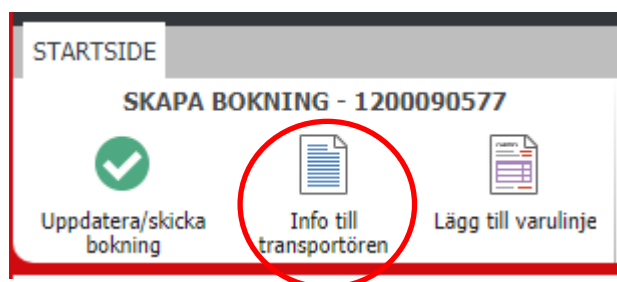 STARTSIDE
SKAPA BOKNING - 1200090577
Uppdatera/skicka
bokning
Info till
transportören
Lägg till varulinje